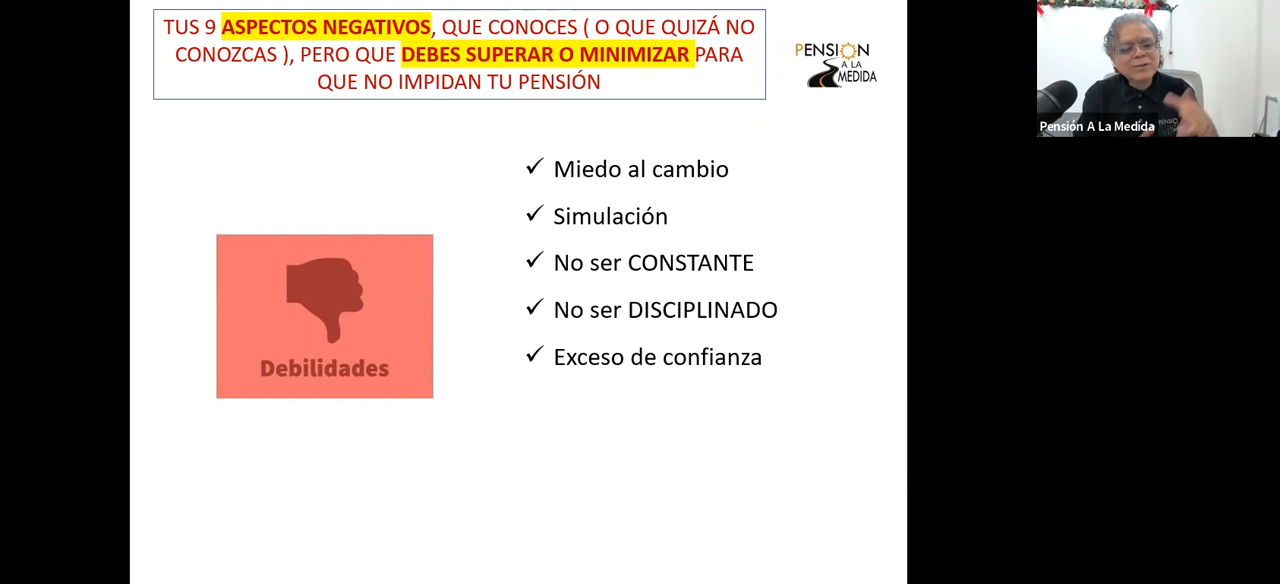 TUS 9 ASPECTOS NEGATIVOS, QUE CONOCES ( O QUE QUIZÁ NO
CONOZCAS ), PERO QUE DEBES SUPERAR O MINIMIZAR PARA
QUE NO IMPIDAN TU PENSIÓN
PENSIÓN
A LA
MEDIDA
Pensión A La Medida
✓ Miedo al cambio
✓ Simulación
✓ No ser CONSTANTE
✓ No ser DISCIPLINADO
✓ Exceso de confianza
Debilidades